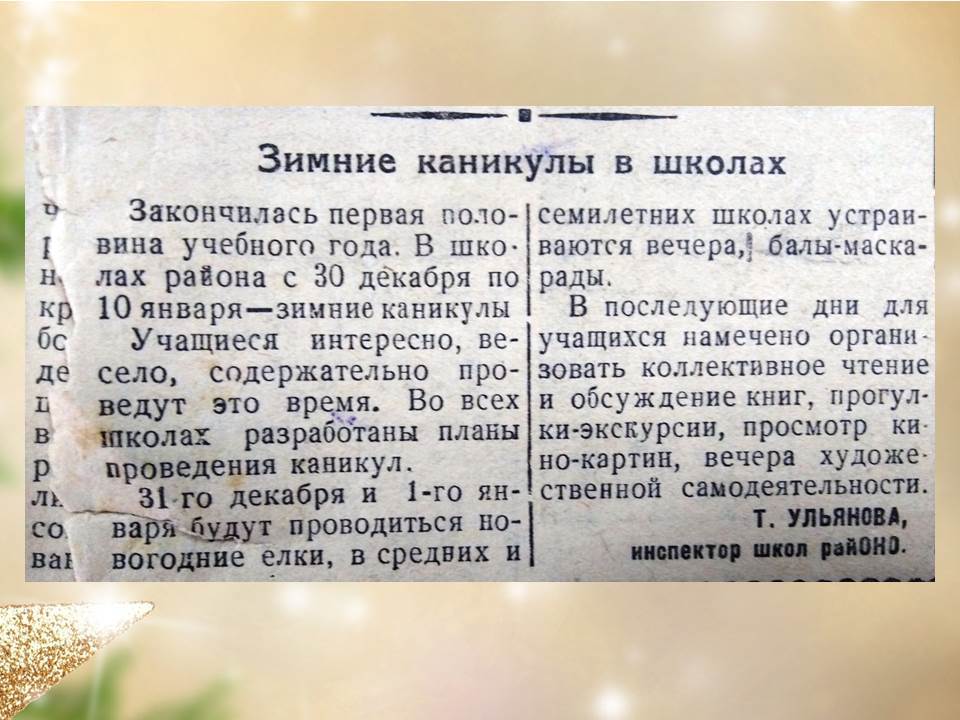 Зимние каникулы в школах
Закончилась первая поло-
вина учебного года. В шко-
лах района с 30 декабря по
10 января—зимние каникулы
Учащиеся интересно, ве-
село, содержательно про-
ведут это время. Во всех
школах разработаны планы
проведения каникул.
31-го декабря и 1-го ян-
варя будут проводиться но-
вогодние елки, в средних и
семилетних школах устраи-
ваются вечера, балы-маска-
рады.
В последующие дни для
учащихся намечено органи-
зовать коллективное чтение
и обсуждение книг, прогул-
ки-экскурсии, просмотр ки-
но-картин, вечера художе-
ственной самодеятельности.
Т. УЛЬЯНОВА,
инспектор школ райОНО.